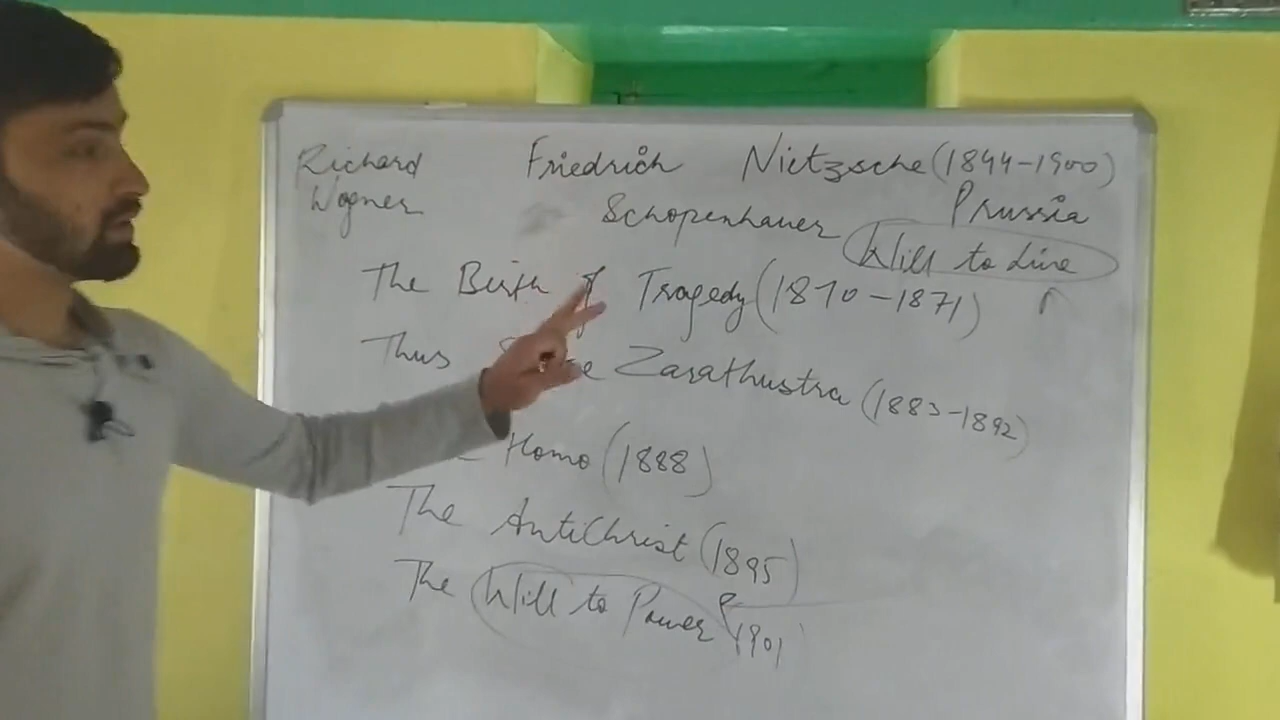 Richard Friedrich Nietzsche (1844-1900)
Wagner Schopenhauer Prussia
Will to Live
The Birth of Tragedy (1870-1871)
Thus Zarathustra (1883-1892)
Homo (1888)
The AntiChrist (1895)
The Will to Power 1901